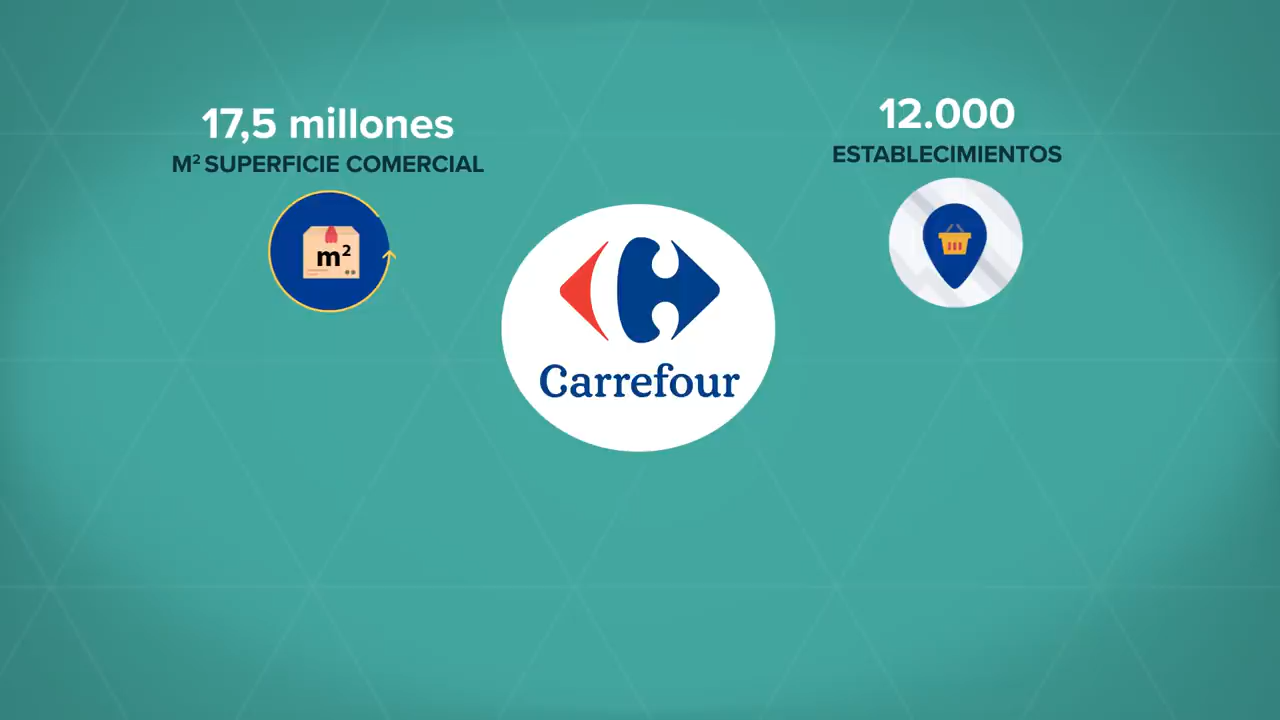 17,5 millones
M² SUPERFICIE COMERCIAL
m²
12.000
ESTABLECIMIENTOS
Carrefour